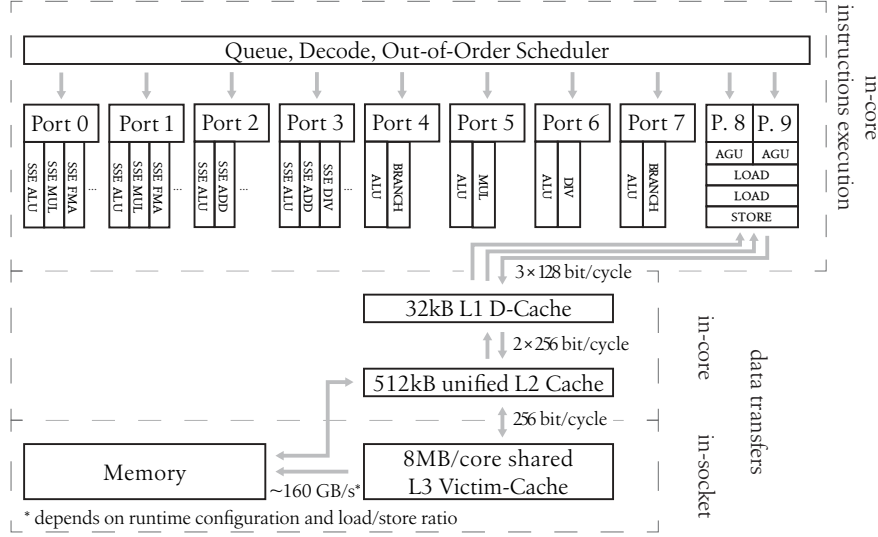 Queue, Decode, Out-of-Order Scheduler
Port 0
Port 1
Port 2
Port 3
Port 4
Port 5
Port 6
Port 7
P. 8
P. 9
SSE ALU
SSE MUL
SSE FMA
...
SSE ALU
SSE MUL
SSE FMA
...
SSE ALU
SSE ADD
...
SSE ALU
SSE ADD
SSE DIV
...
ALU
BRANCH
ALU
MUL
ALU
DIV
ALU
BRANCH
AGU
AGU
LOAD
LOAD
STORE
in-core
instructions execution
3×128 bit/cycle
32kB L1 D-Cache
2×256 bit/cycle
512kB unified L2 Cache
in-core
data transfers
256 bit/cycle
Memory
8MB/core shared
L3 Victim-Cache
~160 GB/s*
in-socket
* depends on runtime configuration and load/store ratio